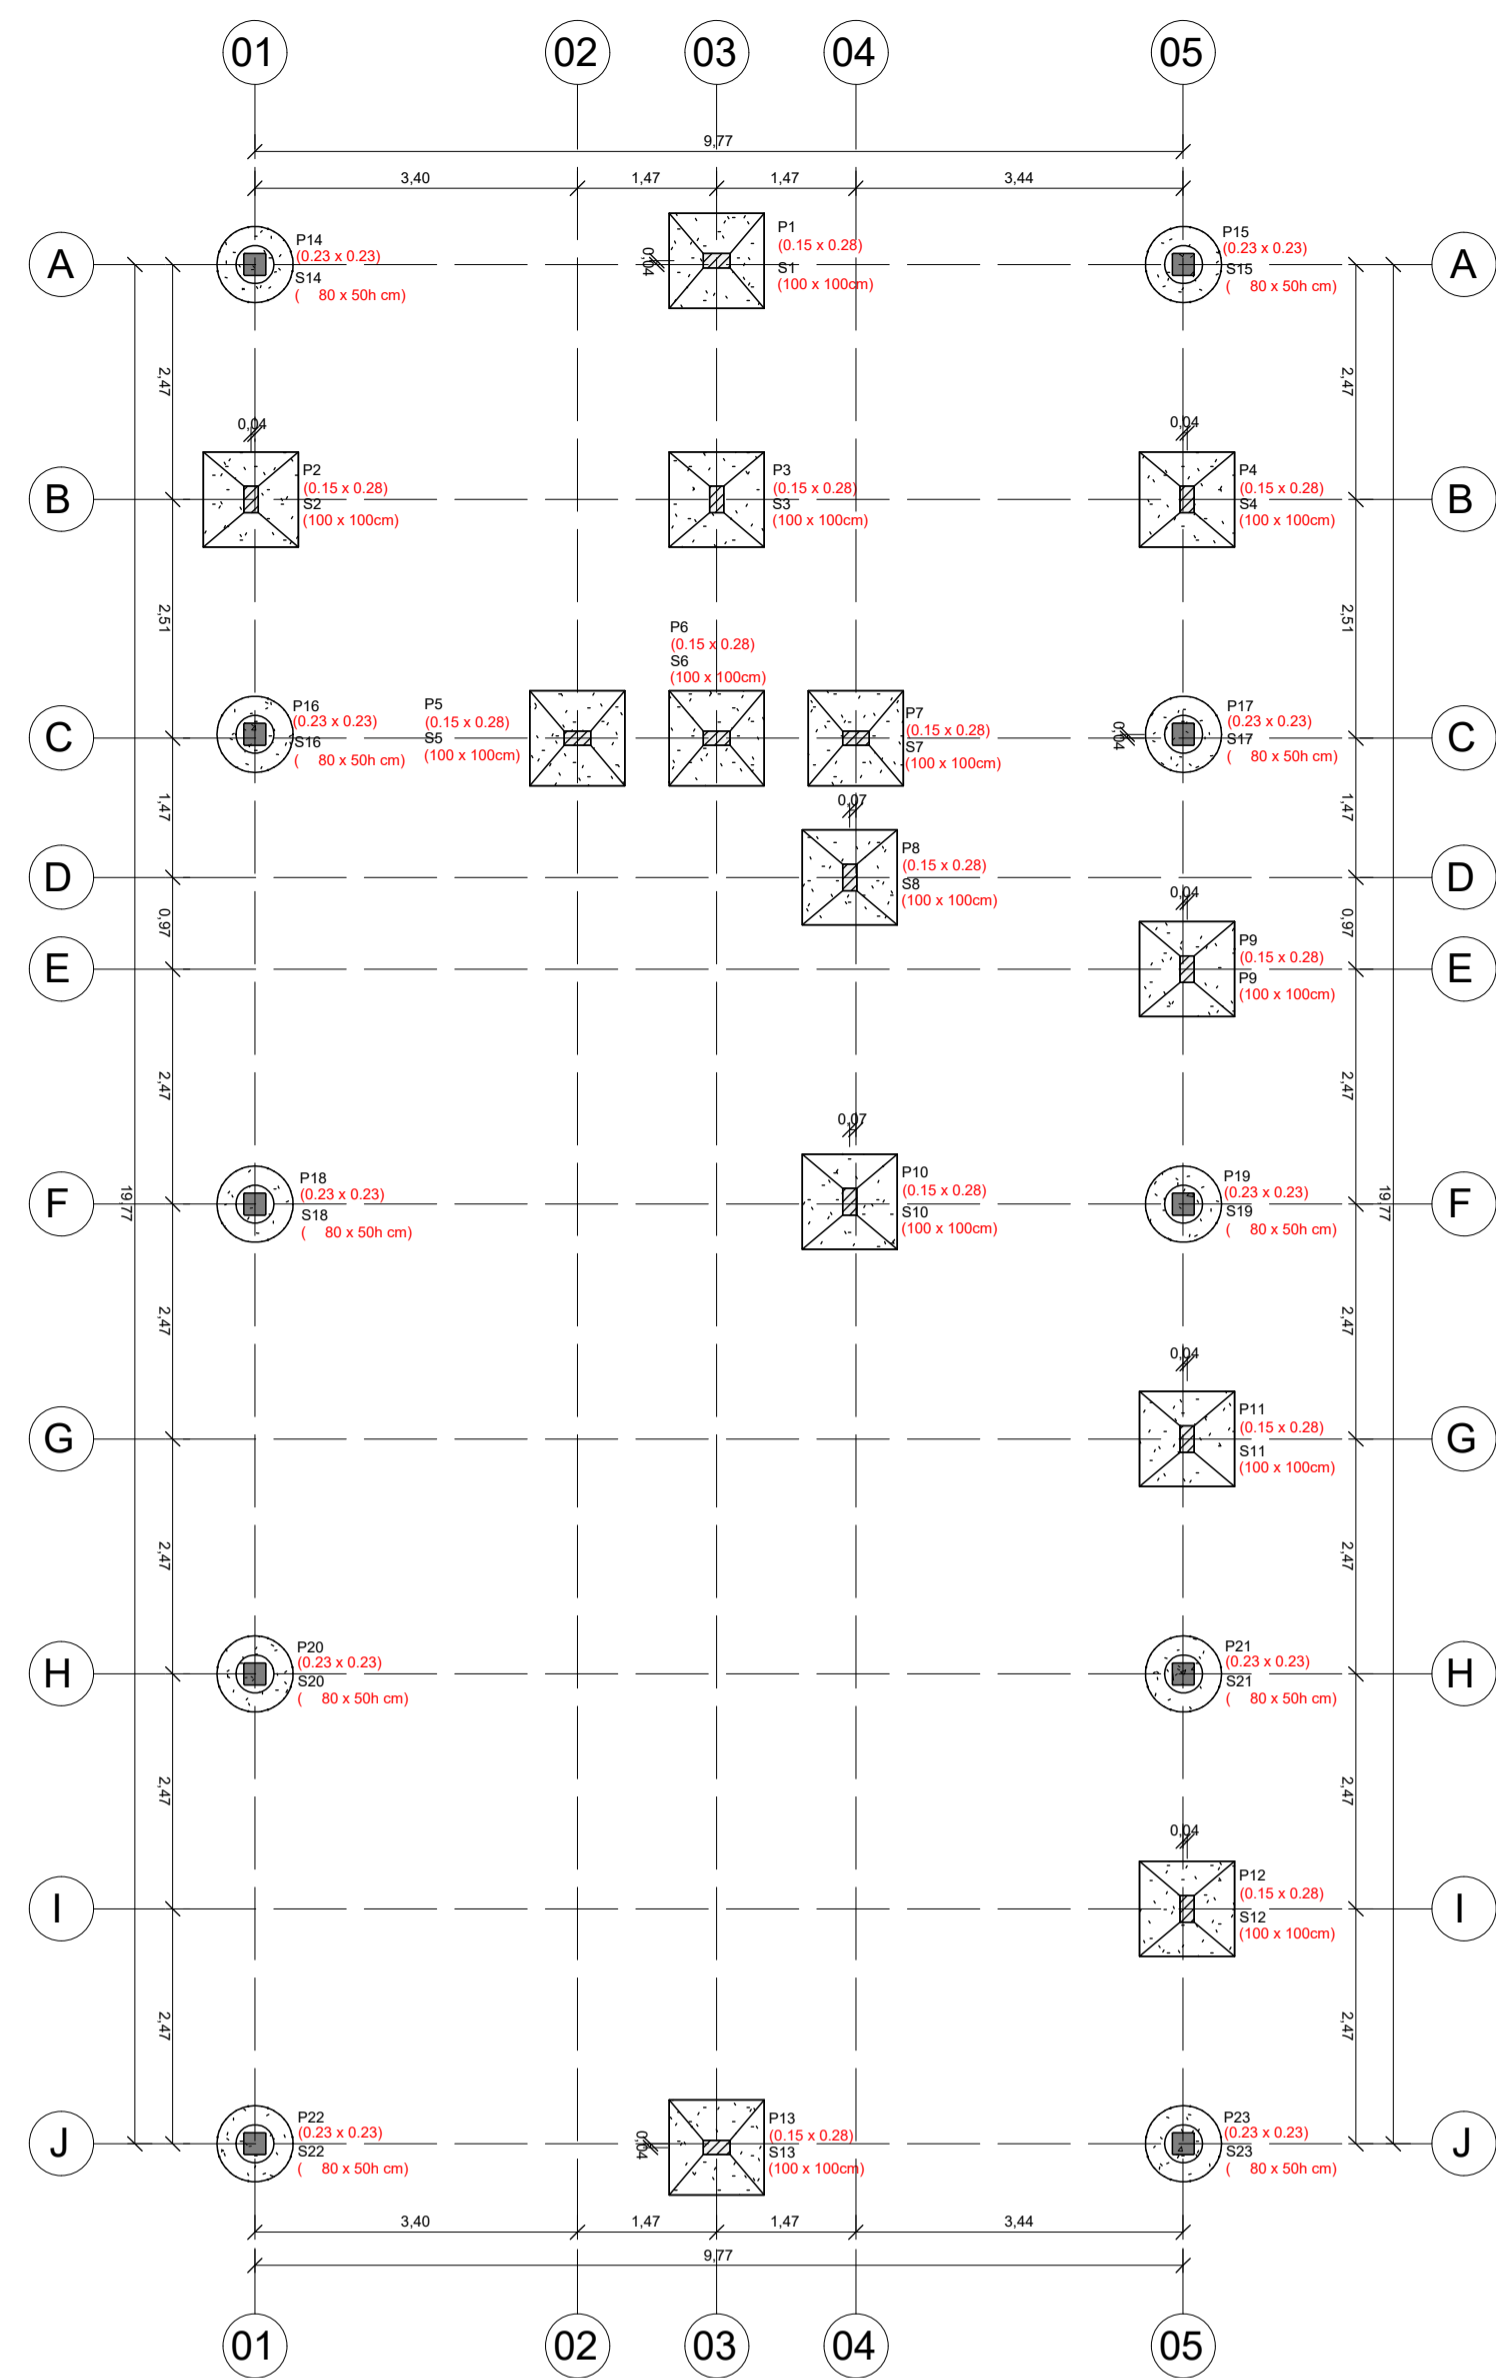 01 02 03 04 05
9,77
3,40 1,47 1,47 3,44
A A
P14
(0.23 x 0.23)
S14
( 80 x 50h cm)
0,04
P1
(0.15 x 0.28)
S1
(100 x 100cm)
P15
(0.23 x 0.23)
S15
( 80 x 50h cm)
2,47 2,47
B B
0,04
P2
(0.15 x 0.28)
S2
(100 x 100cm)
P3
(0.15 x 0.28)
S3
(100 x 100cm)
0,04
P4
(0.15 x 0.28)
S4
(100 x 100cm)
2,51 2,51
C C
P16
(0.23 x 0.23)
S16
( 80 x 50h cm)
P5
(0.15 x 0.28)
S5
(100 x 100cm)
P6
(0.15 x 0.28)
S6
(100 x 100cm)
P7
(0.15 x 0.28)
S7
(100 x 100cm)
0,04
P17
(0.23 x 0.23)
S17
( 80 x 50h cm)
1,47 1,47
D D
0,07
P8
(0.15 x 0.28)
S8
(100 x 100cm)
0,97 0,97
E E
0,04
P9
(0.15 x 0.28)
P9
(100 x 100cm)
2,47 2,47
F F
19,77 19,77
P18
(0.23 x 0.23)
S18
( 80 x 50h cm)
0,07
P10
(0.15 x 0.28)
S10
(100 x 100cm)
P19
(0.23 x 0.23)
S19
( 80 x 50h cm)
2,47 2,47
G G
0,04
P11
(0.15 x 0.28)
S11
(100 x 100cm)
2,47 2,47
H H
P20
(0.23 x 0.23)
S20
( 80 x 50h cm)
P21
(0.23 x 0.23)
S21
( 80 x 50h cm)
2,47 2,47
I I
0,04
P12
(0.15 x 0.28)
S12
(100 x 100cm)
2,47 2,47
J J
P22
(0.23 x 0.23)
S22
( 80 x 50h cm)
0,04
P13
(0.15 x 0.28)
S13
(100 x 100cm)
P23
(0.23 x 0.23)
S23
( 80 x 50h cm)
3,40 1,47 1,47 3,44
9,77
01 02 03 04 05